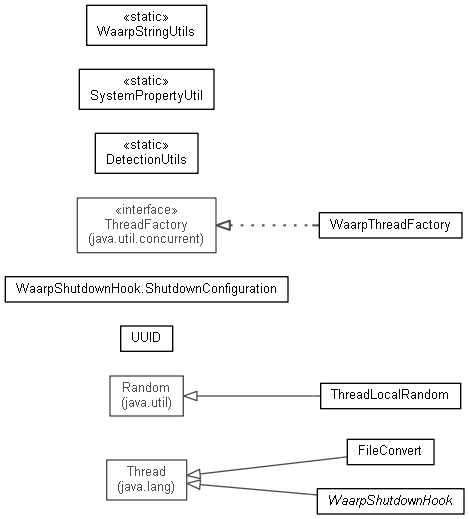 «static»
WaarpStringUtils
«static»
SystemPropertyUtil
«static»
DetectionUtils
«interface»
ThreadFactory
(java.util.concurrent)
WaarpThreadFactory
WaarpShutdownHook.ShutdownConfiguration
UUID
Random
(java.util)
ThreadLocalRandom
Thread
(java.lang)
FileConvert
WaarpShutdownHook